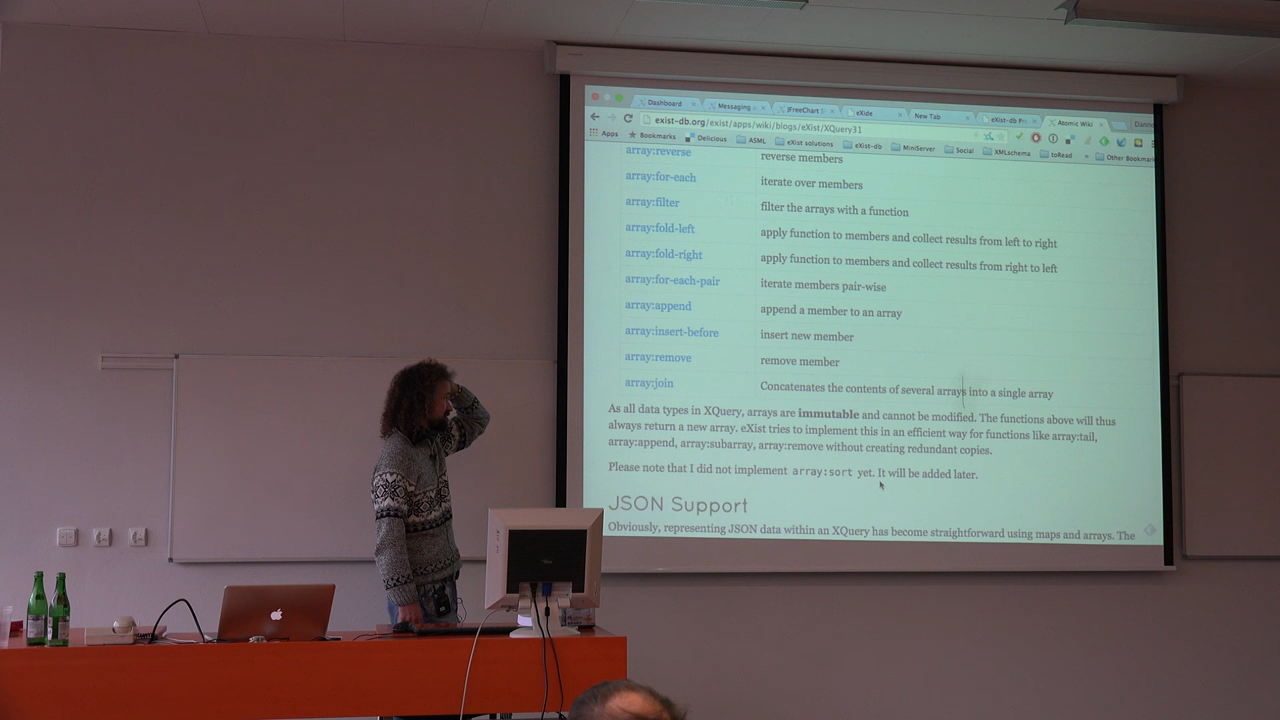 Dashboard
Messaging
JFreeChart
eXide
New Tab
eXist-db P
Atomic Wiki
exist-db.org/exist/apps/wiki/blogs/eXist/XQuery31
Apps Bookmarks Delicious ASML eXist solutions eXist-db MiniServer Social XMLschema toRead Other Bookmar
array:reverse reverse members
array:for-each iterate over members
array:filter filter the arrays with a function
array:fold-left apply function to members and collect results from left to right
array:fold-right apply function to members and collect results from right to left
array:for-each-pair iterate members pair-wise
array:append append a member to an array
array:insert-before insert new member
array:remove remove member
array:join Concatenates the contents of several arrays into a single array
As all data types in XQuery, arrays are immutable and cannot be modified. The functions above will thus
always return a new array. eXist tries to implement this in an efficient way for functions like array:tail,
array:append, array:subarray, array:remove without creating redundant copies.
Please note that I did not implement array:sort yet. It will be added later.
JSON Support
Obviously, representing JSON data within an XQuery has become straightforward using maps and arrays. The